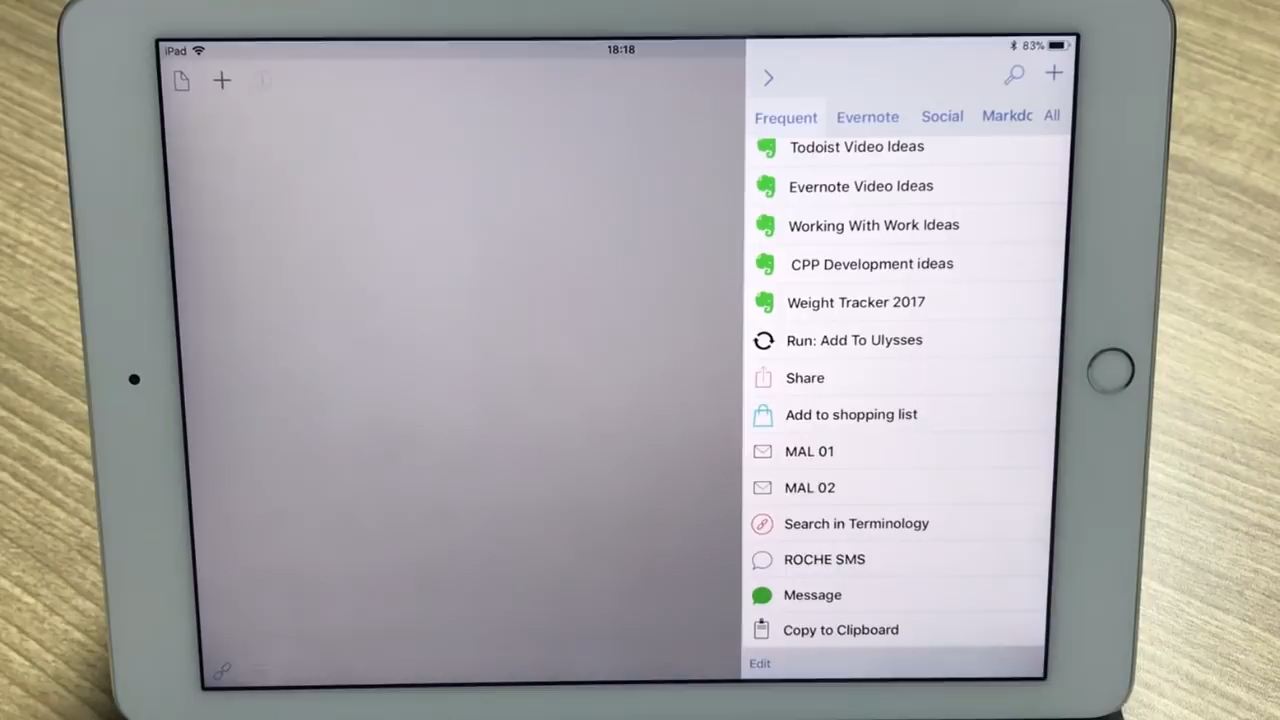 iPad
18:18
83%
Frequent
Evernote
Social
Markdc
All
Todoist Video Ideas
Evernote Video Ideas
Working With Work Ideas
CPP Development ideas
Weight Tracker 2017
Run: Add To Ulysses
Share
Add to shopping list
MAL 01
MAL 02
Search in Terminology
ROCHE SMS
Message
Copy to Clipboard
Edit